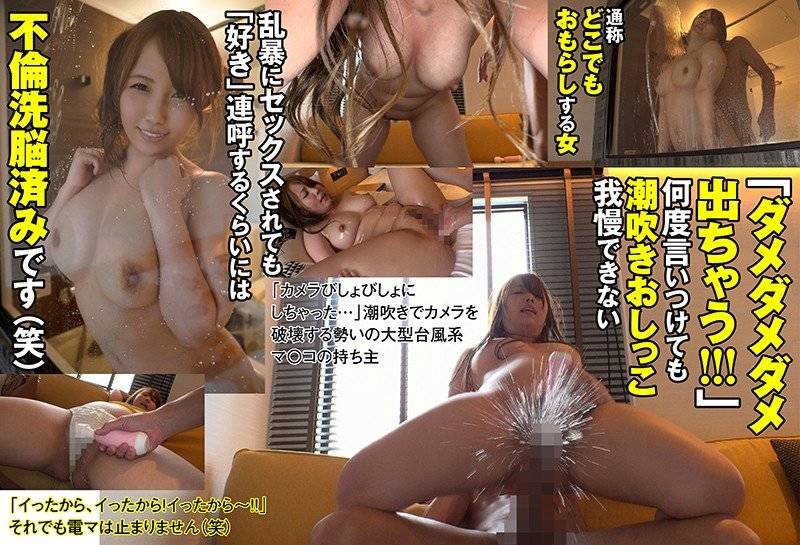 通称
どこでも
おもらしする女
「ダメダメダメ
出ちゃう!!!」
何度言いつけても
潮吹きおしっこ
我慢できない
乱暴にセックスされても
「好き」連呼するくらいには
不倫洗脳済みです(笑)
「カメラびしょびしょに
しちゃった…」潮吹きでカメラを
破壊する勢いの大型台風系
マ〇コの持ち主
「イったから、イったから!イったから〜!!」
それでも電マは止まりません(笑)